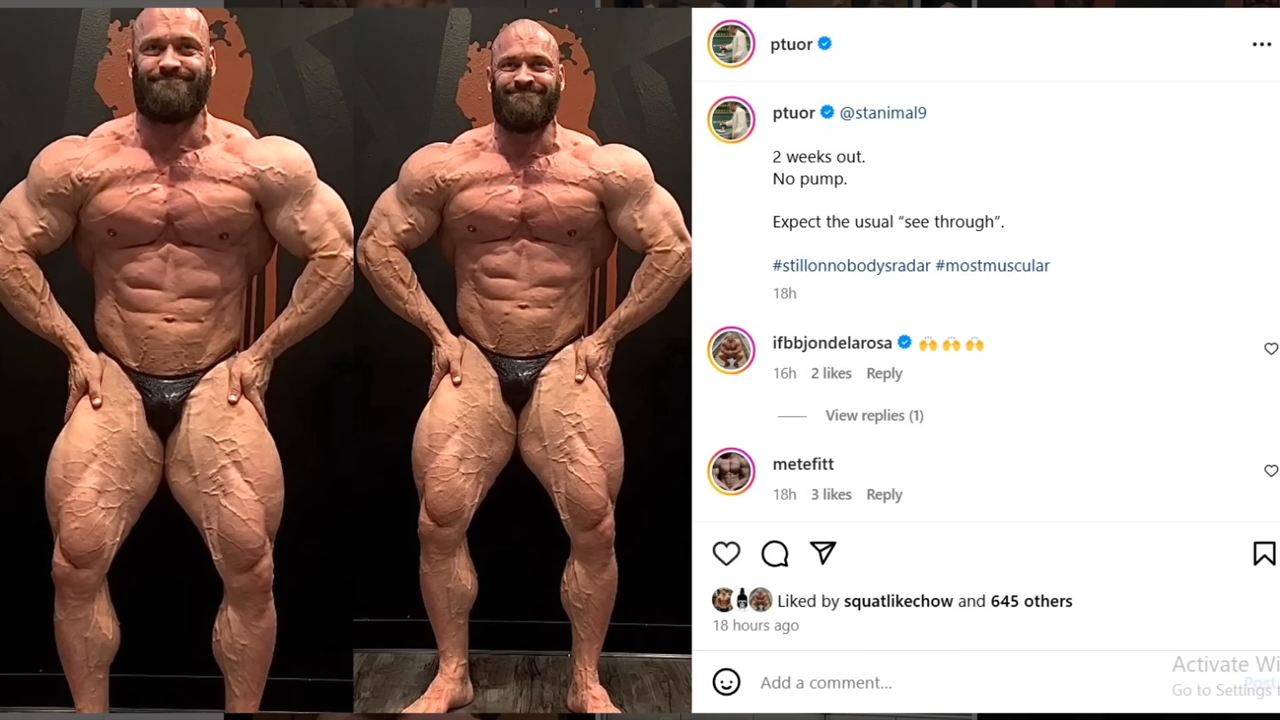 ptuor
ptuor @stanimal9
2 weeks out.
No pump.
Expect the usual “see through”.
#stillonnobodysradar #mostmuscular
18h
ifbbjondelarosa 🙌 🙌 🙌
16h 2 likes Reply
View replies (1)
metefitt
18h 3 likes Reply
Liked by squatlikechow and 645 others
18 hours ago
Add a comment...
Post
Activate Wi
Go to Settings t